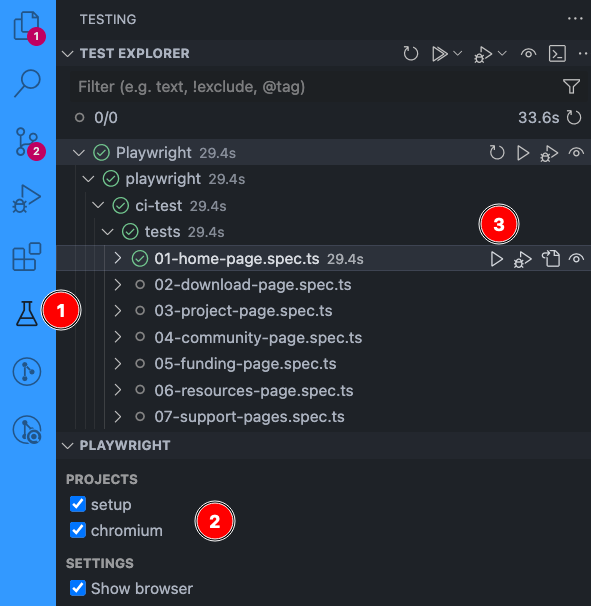 TESTING
1
TEST EXPLORER
Filter (e.g. text, !exclude, @tag)
0/0 33.6s
2
Playwright 29.4s
playwright 29.4s
ci-test 29.4s
tests 29.4s
3
01-home-page.spec.ts 29.4s
02-download-page.spec.ts
1
03-project-page.spec.ts
04-community-page.spec.ts
05-funding-page.spec.ts
06-resources-page.spec.ts
07-support-pages.spec.ts
PLAYWRIGHT
PROJECTS
setup
2
chromium
SETTINGS
Show browser